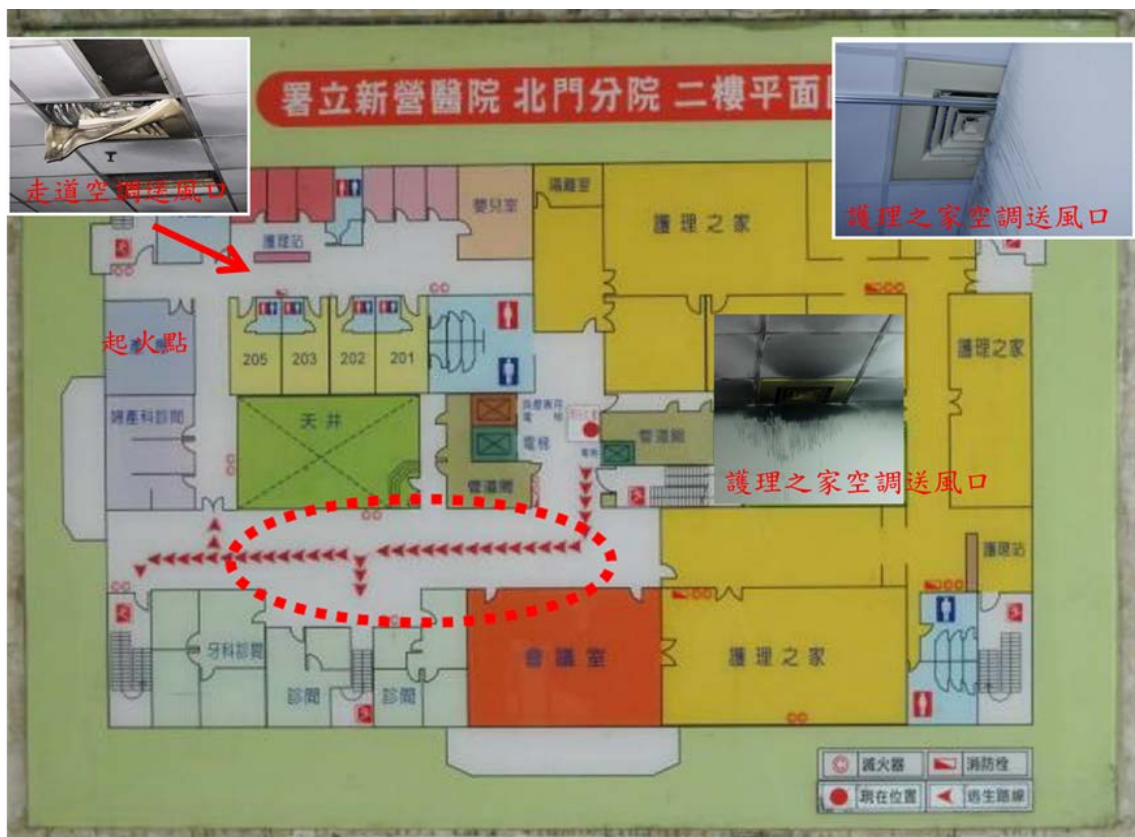 署立新營醫院 北門分院 二樓平面
走道空調送風口
護理之家空調送風口
隔離室
嬰兒室
護理之家
護理站
起火點
205
203
202
201
護理之家
婦產科診間
天井
電梯
管道間
管道間
護理之家空調送風口
護理站
牙科診間
診間
診間
會議室
護理之家
滅火器
消防栓
現在位置
逃生路線